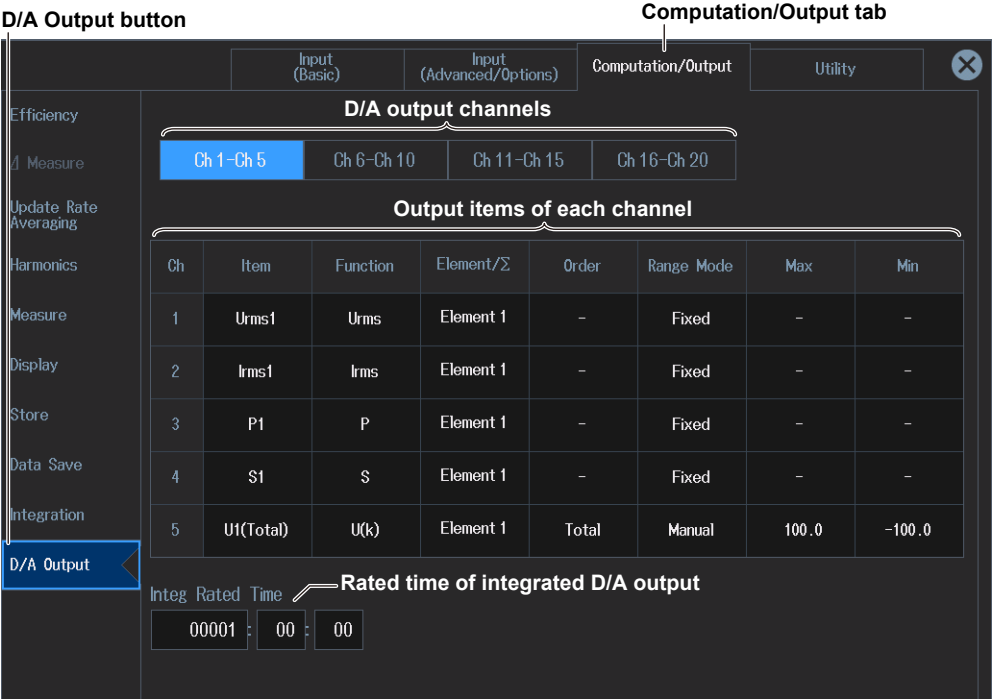 D/A Output button
Computation/Output tab
Input
(Basic)
Input
(Advanced/Options)
Computation/Output
Utility
Efficiency
Δ Measure
Update Rate
Averaging
Harmonics
Measure
Display
Store
Data Save
Integration
D/A Output
D/A output channels
Ch 1-Ch 5 Ch 6-Ch 10 Ch 11-Ch 15 Ch 16-Ch 20
Output items of each channel
Ch Item Function Element/Σ Order Range Mode Max Min
1 Urms1 Urms Element 1 - Fixed - -
2 Irms1 Irms Element 1 - Fixed - -
3 P1 P Element 1 - Fixed - -
4 S1 S Element 1 - Fixed - -
5 U1(Total) U(k) Element 1 Total Manual 100.0 -100.0
Integ Rated Time
Rated time of integrated D/A output
00001 : 00 : 00